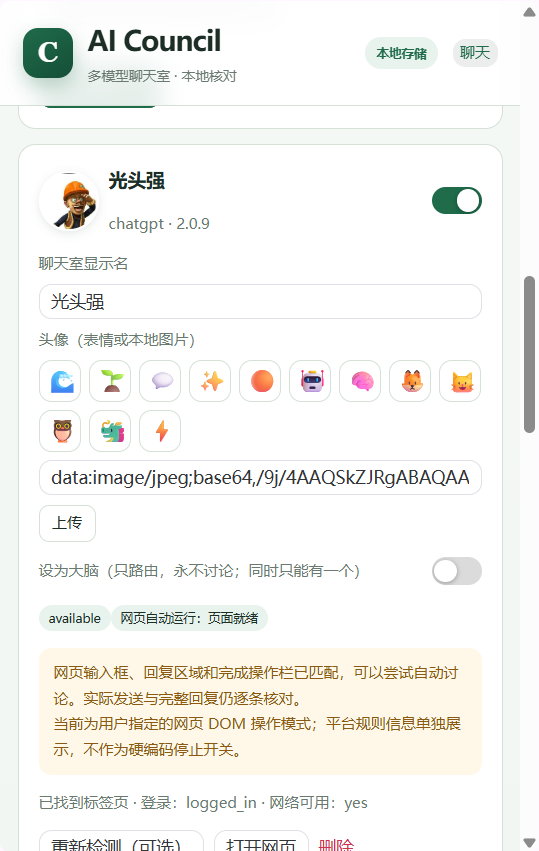 C
AI Council
多模型聊天室 · 本地核对
本地存储
聊天
光头强
chatgpt · 2.0.9
聊天室显示名
光头强
头像（表情或本地图片）
data:image/jpeg;base64,/9j/4AAQSkZJRgABAQAA
上传
设为大脑（只路由，永不讨论；同时只能有一个）
available
网页自动运行：页面就绪
网页输入框、回复区域和完成操作栏已匹配，可以尝试自动讨
论。实际发送与完整回复仍逐条核对。
当前为用户指定的网页 DOM 操作模式；平台规则信息单独展
示，不作为硬编码停止开关。
已找到标签页 · 登录：logged_in · 网络可用：yes
重新检测（可选）
打开网页
删除